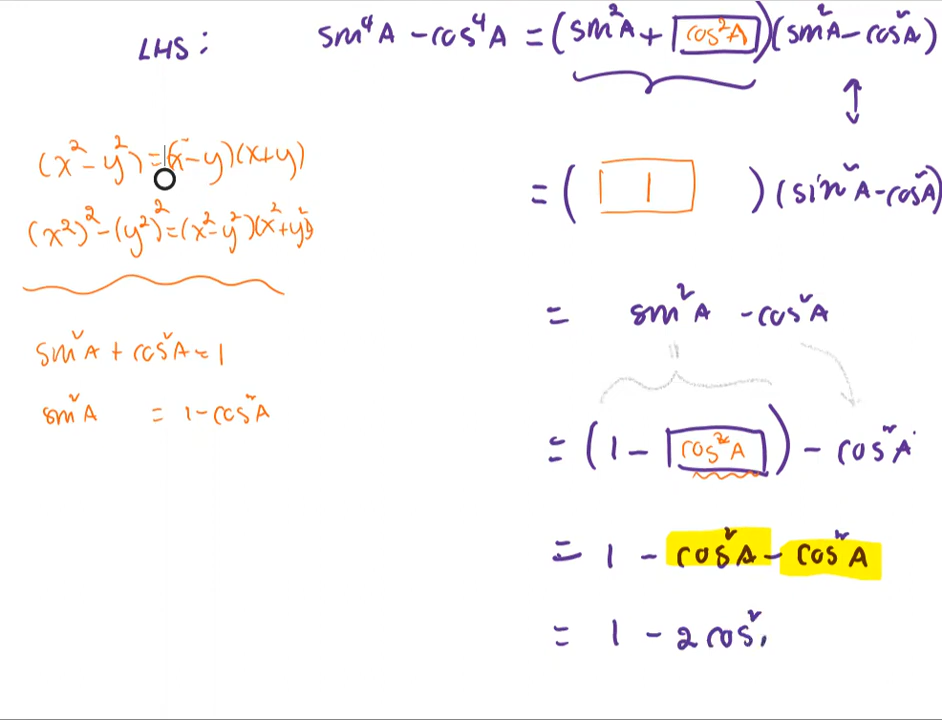 LHS: sin⁴A - cos⁴A = (sin²A + cos²A)(sin²A - cos²A)
(x² - y²) = (x - y)(x + y)
= ( 1 )(sin²A - cos²A)
(x²)² - (y²)² = (x² - y²)(x² + y²)
= sin²A - cos²A
sin²A + cos²A = 1
sin²A = 1 - cos²A
= (1 - cos²A) - cos²A
= 1 - cos²A - cos²A
= 1 - 2cos²